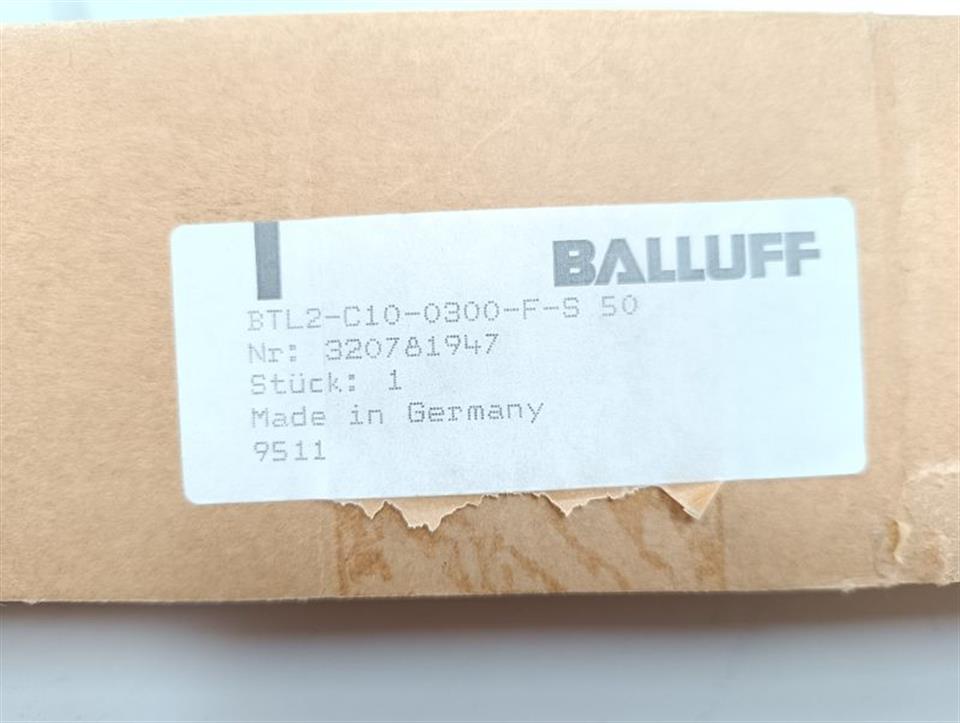 BALLUFF
BTL2-C10-0300-F-S 50
Nr: 320781947
Stück: 1
Made in Germany
9511